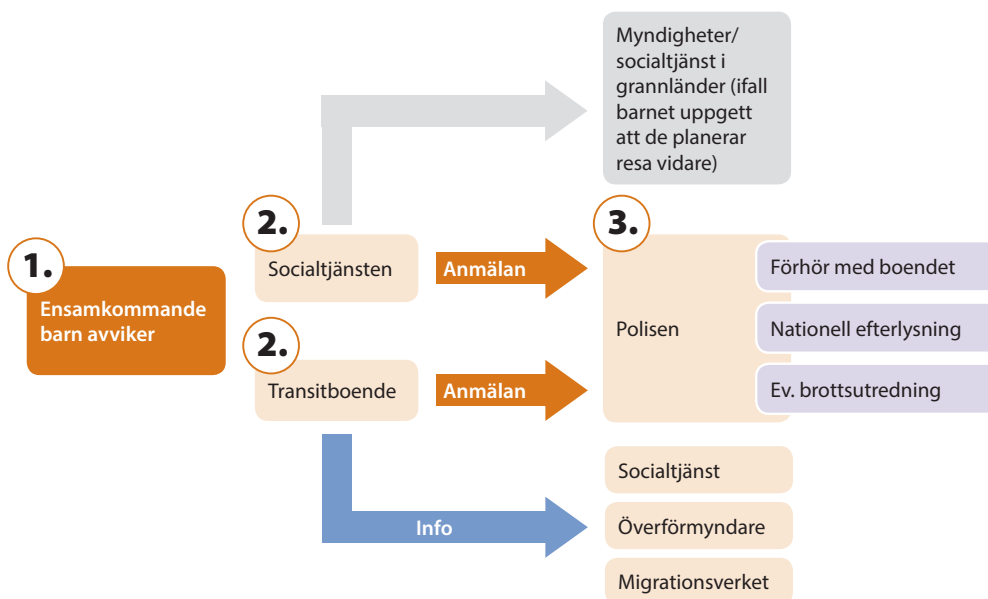 Myndigheter/
socialtjänst i
grannländer (ifall
barnet uppgett
att de planerar
resa vidare)
1.
Ensamkommande
barn avviker
2.
Socialtjänsten
Anmälan
2.
Transitboende
Anmälan
3.
Polisen
Förhör med boendet
Nationell efterlysning
Ev. brottsutredning
Info
Socialtjänst
Överförmyndare
Migrationsverket